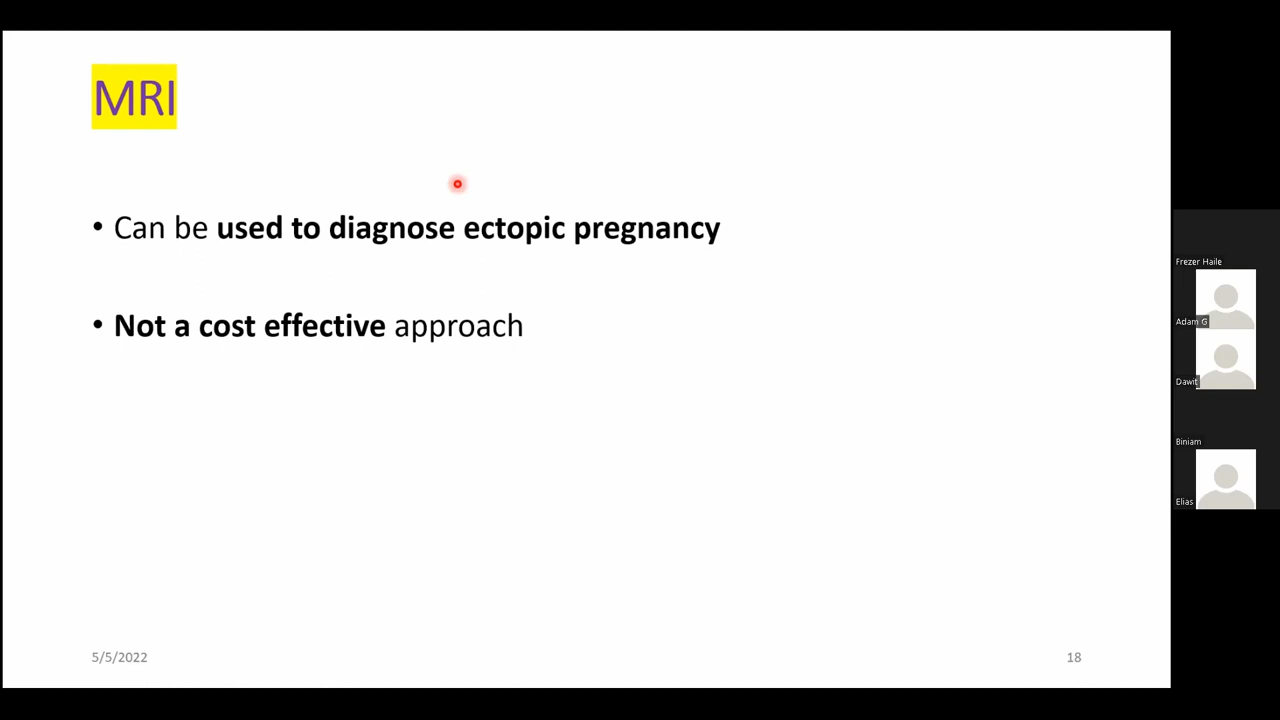 MRI
• Can be used to diagnose ectopic pregnancy
• Not a cost effective approach
5/5/2022
18
Frezer Haile
Adam G
Dawit
Biniam
Elias